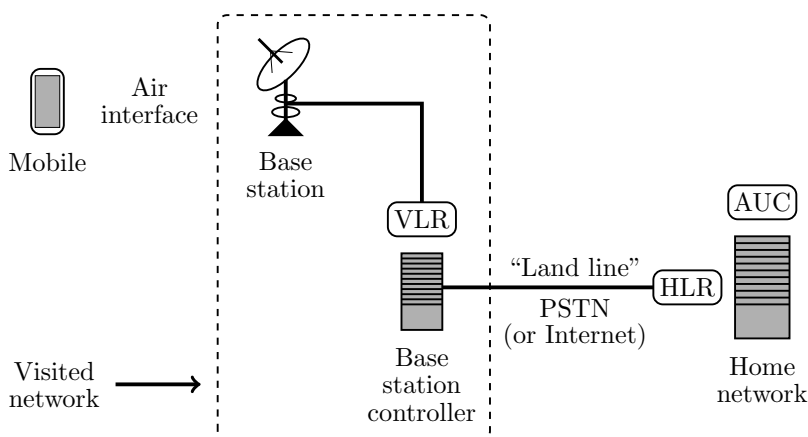 Mobile
Air
interface
Base
station
VLR
AUC
“Land line”
HLR
PSTN
(or Internet)
Base
station
controller
Home
network
Visited
network